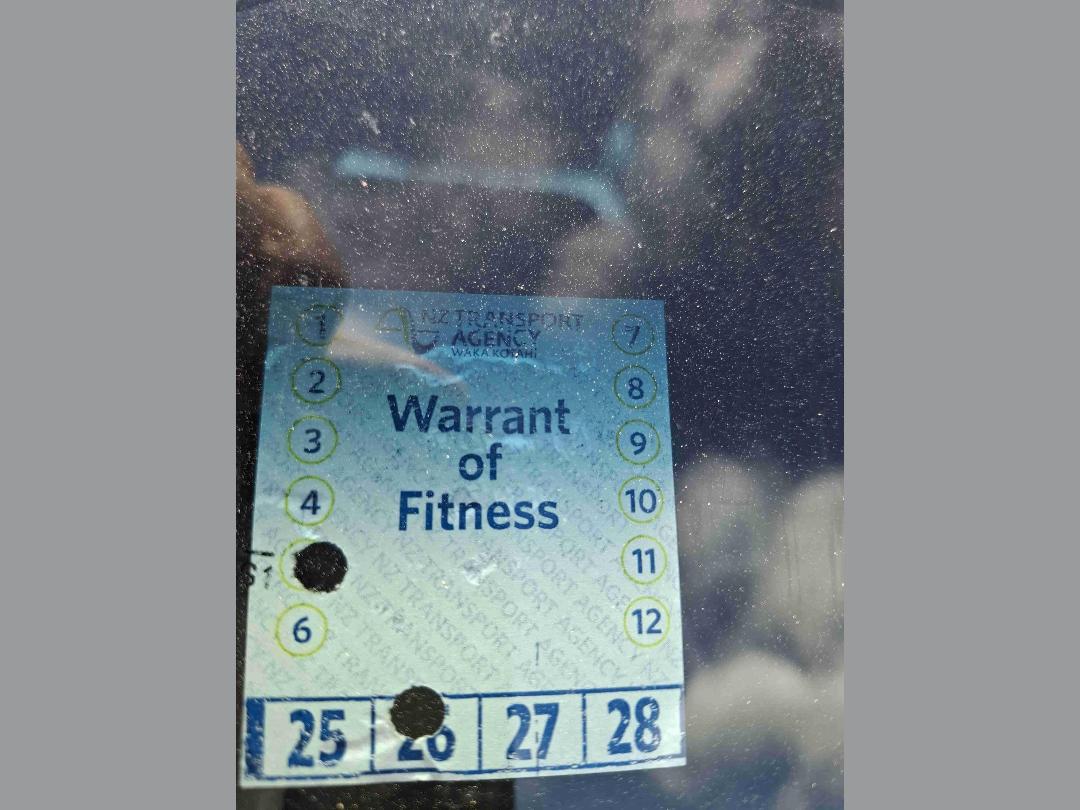 NZ TRANSPORT
AGENCY
WAKA KOTAHI
Warrant
of
Fitness
1
2
3
4
6
7
8
9
10
11
12
25 26 27 28